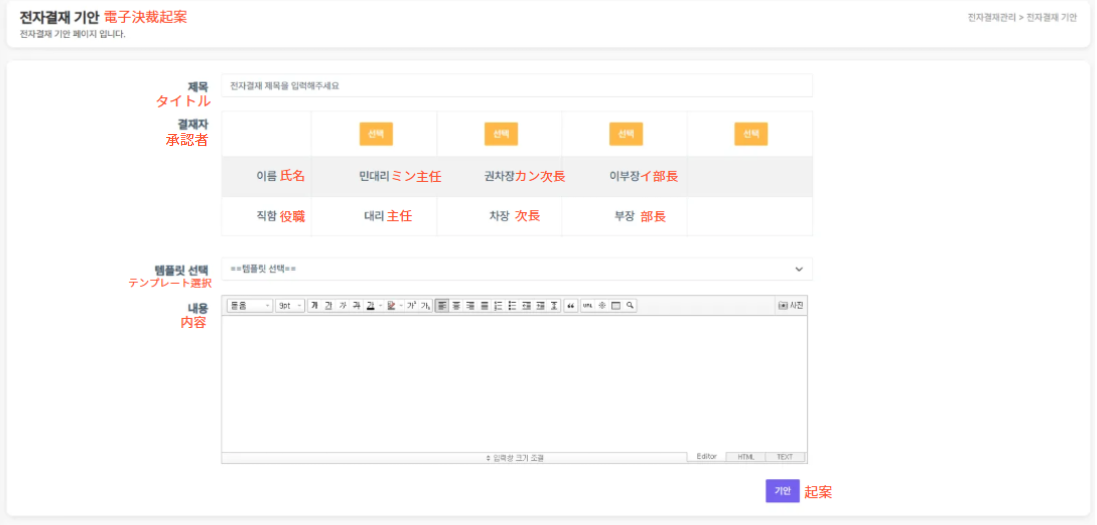 전자결재 기안 電子決裁起案
전자결재 기안 페이지 입니다.
전자결재관리 > 전자결재 기안
제목
タイトル
전자결재 제목을 입력해주세요
결재자
承認者
선택 선택 선택 선택
이름 氏名 민대리 ミン主任 권차장 カン次長 이부장 イ部長
직함 役職 대리 主任 차장 次長 부장 部長
템플릿 선택
テンプレート選択
==템플릿 선택==
내용
内容
돋움 9pt 가 가 가 가 가 가 가 URL 사진
입력창 크기 조절
Editor HTML TEXT
기안 起案